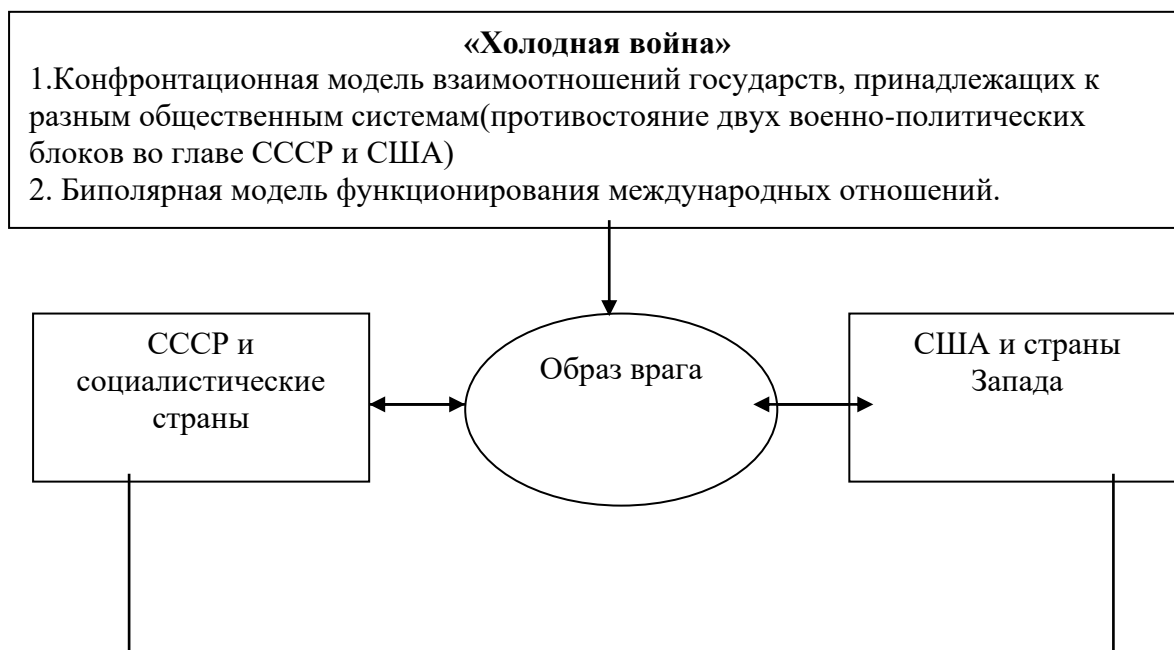 «Холодная война»
1.Конфронтационная модель взаимоотношений государств, принадлежащих к
разным общественным системам(противостояние двух военно-политических
блоков во главе СССР и США)
2. Биполярная модель функционирования международных отношений.
СССР и
социалистические
страны
Образ врага
США и страны
Запада